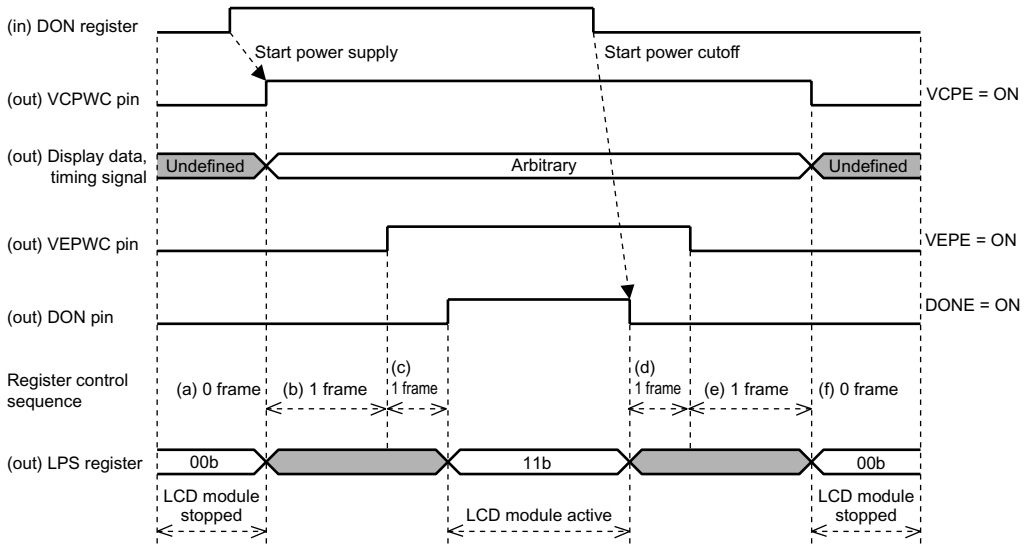 (in) DON register
Start power supply
Start power cutoff
(out) VCPWC pin
VCPE = ON
(out) Display data,
timing signal
Undefined
Arbitrary
Undefined
(out) VEPWC pin
VEPE = ON
(out) DON pin
DONE = ON
Register control
sequence
(a) 0 frame
(b) 1 frame
(c)
1 frame
(d)
1 frame
(e) 1 frame
(f) 0 frame
(out) LPS register
00b
11b
00b
LCD module
stopped
LCD module active
LCD module
stopped